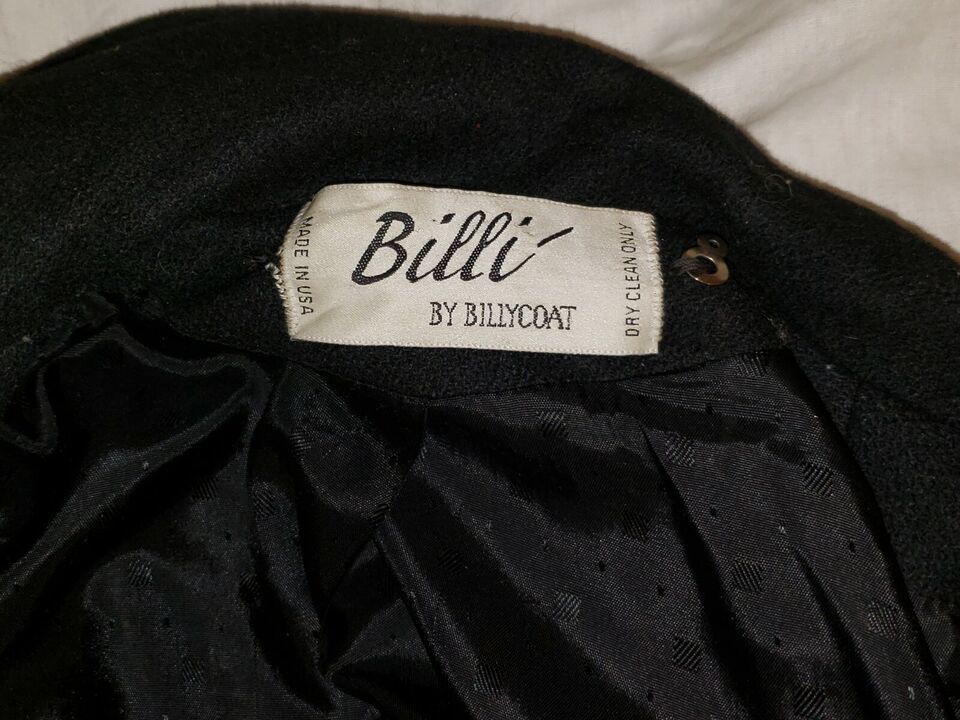 MADE IN USA
Billi
BY BILLYCOAT
DRY CLEAN ONLY